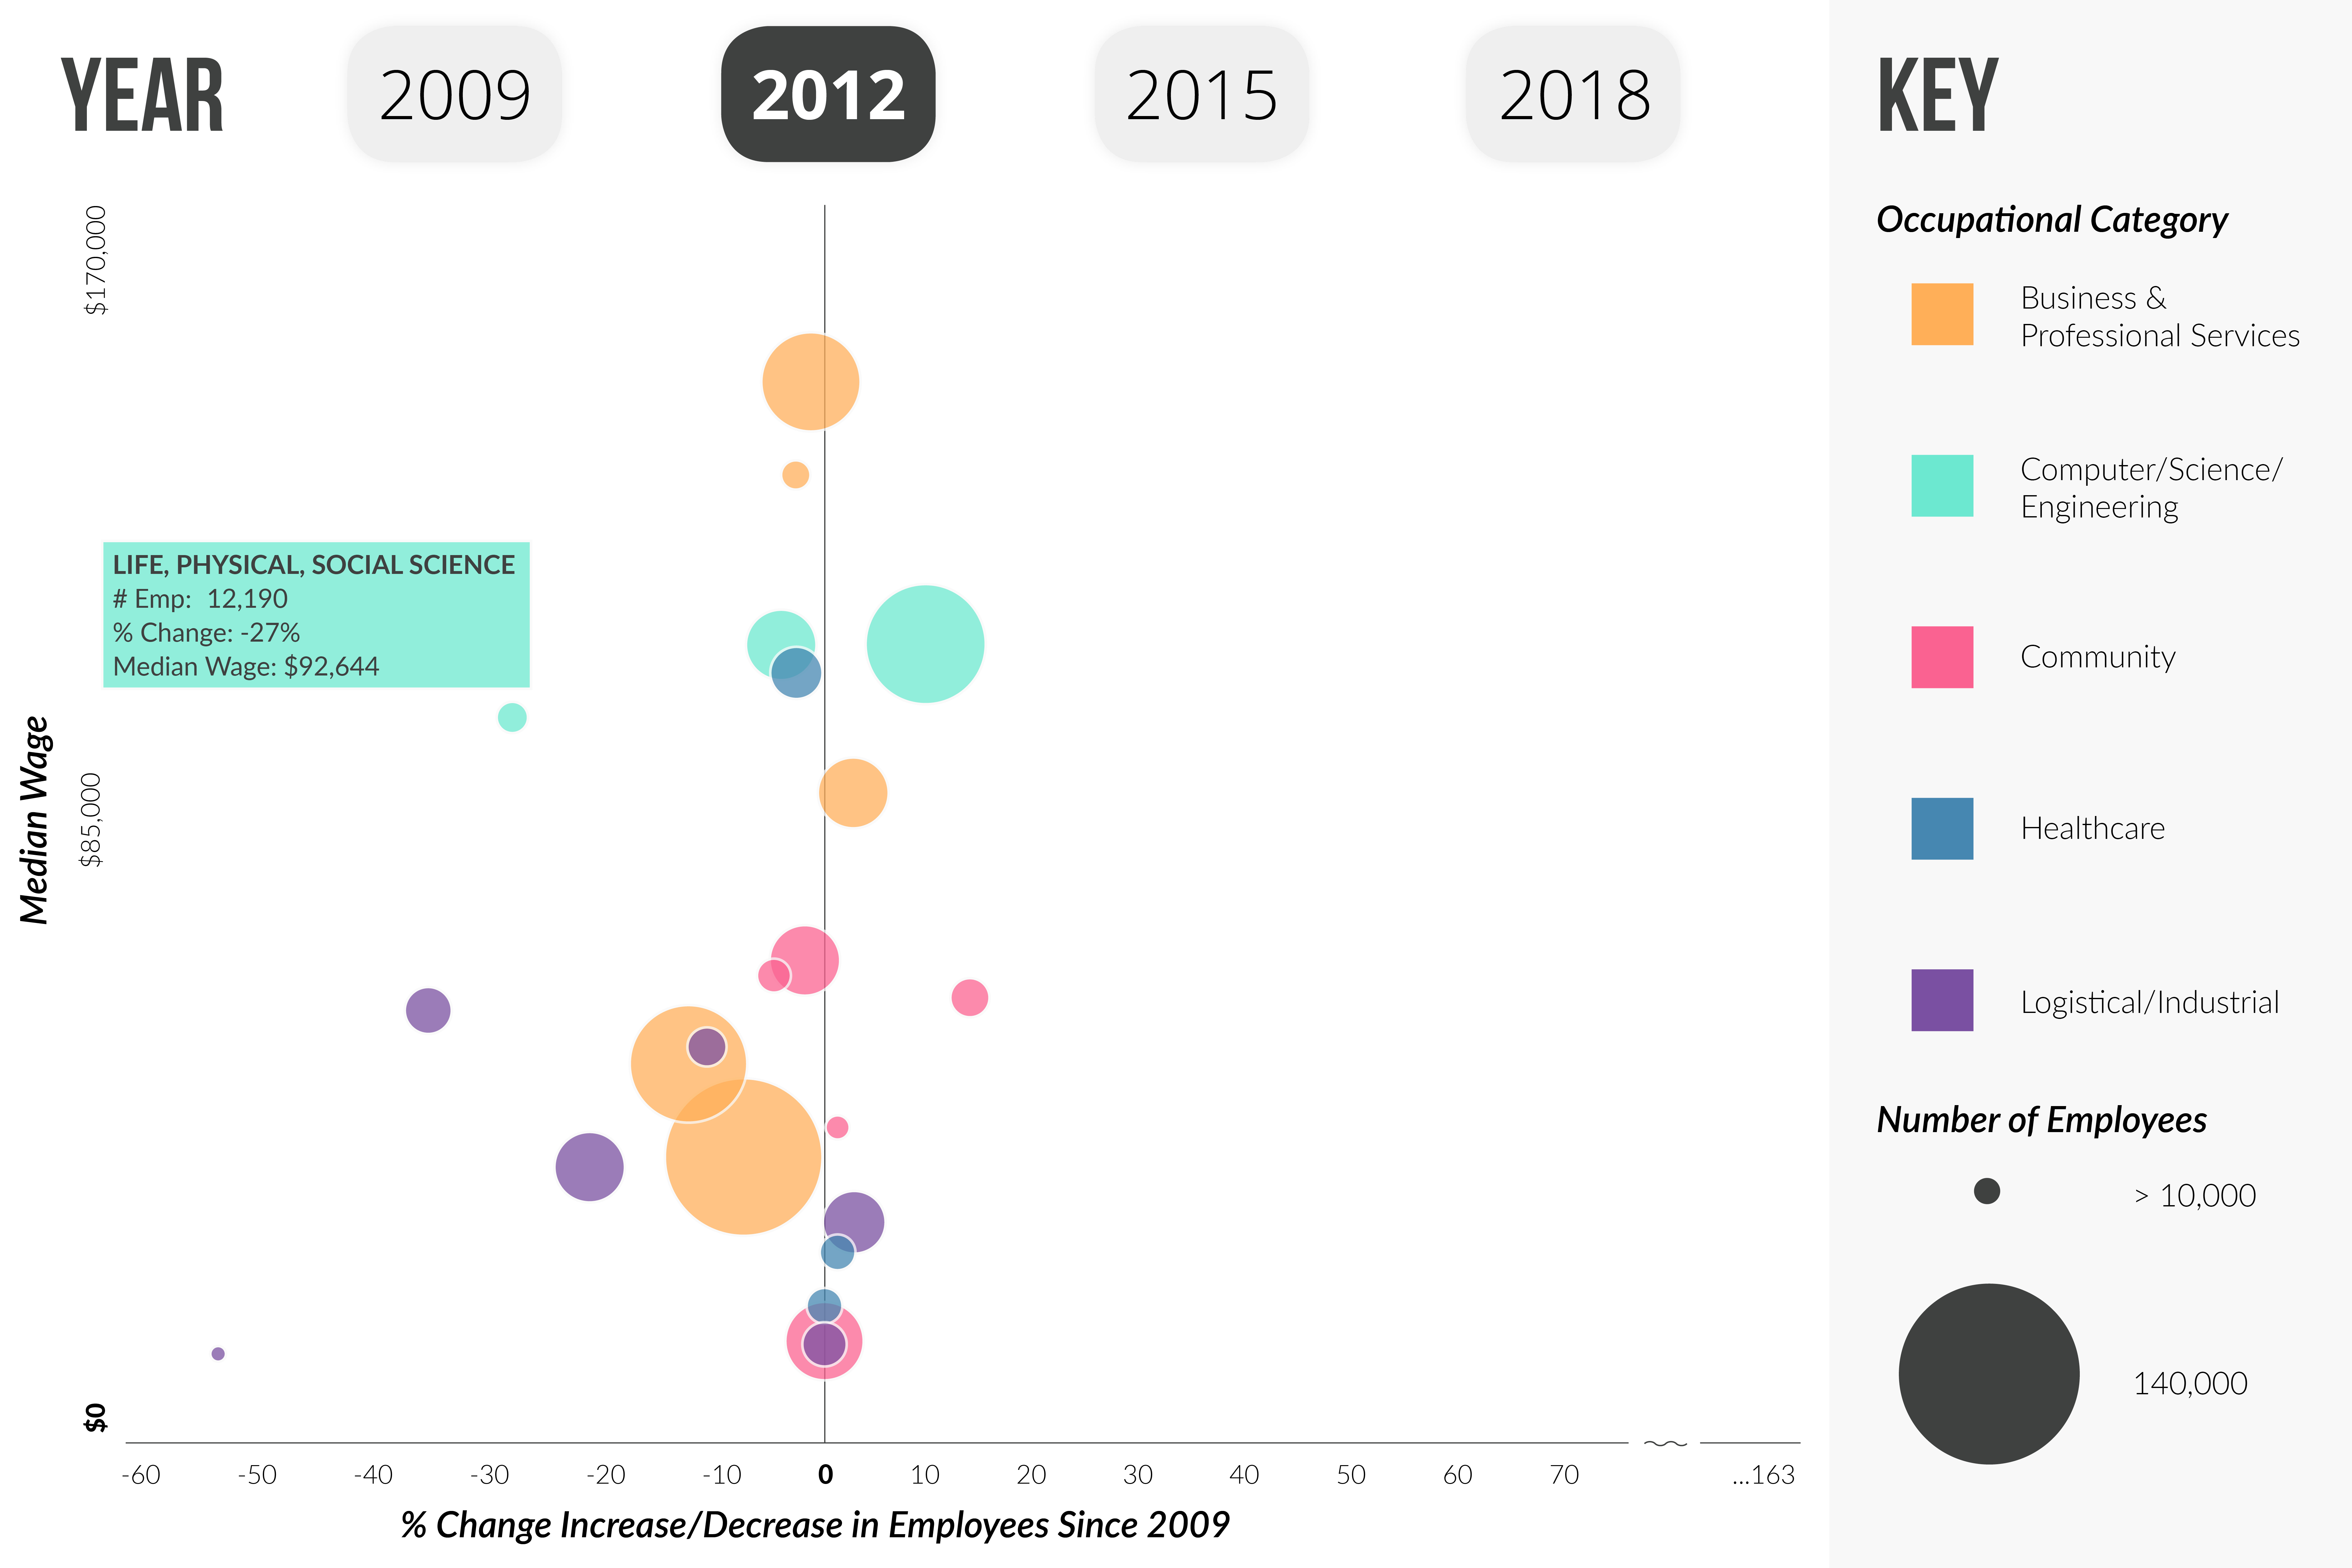 YEAR
2009
2012
2015
2018
KEY
$170,000
$85,000
$0
Median Wage
LIFE, PHYSICAL, SOCIAL SCIENCE
# Emp: 12,190
% Change: -27%
Median Wage: $92,644
-60
-50
-40
-30
-20
-10
0
10
20
30
40
50
60
70
...163
% Change Increase/Decrease in Employees Since 2009
Occupational Category
Business &
Professional Services
Computer/Science/
Engineering
Community
Healthcare
Logistical/Industrial
Number of Employees
> 10,000
140,000